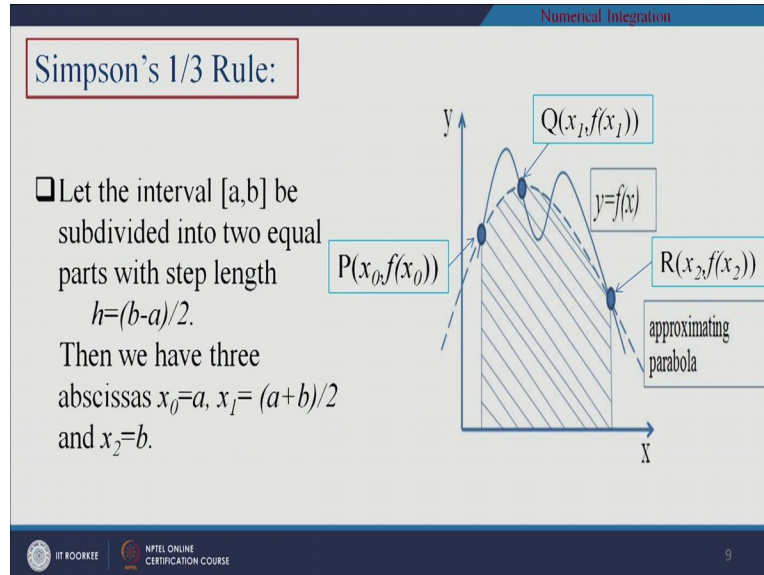 Numerical Integration
Simpson's 1/3 Rule:
Let the interval [a,b] be
subdivided into two equal
parts with step length
h=(b-a)/2.
Then we have three
abscissas x₀=a, x₁= (a+b)/2
and x₂=b.
y
Q(x₁,f(x₁))
y=f(x)
P(x₀,f(x₀))
R(x₂,f(x₂))
approximating
parabola
x
IIT ROORKEE
NPTEL ONLINE
CERTIFICATION COURSE
9